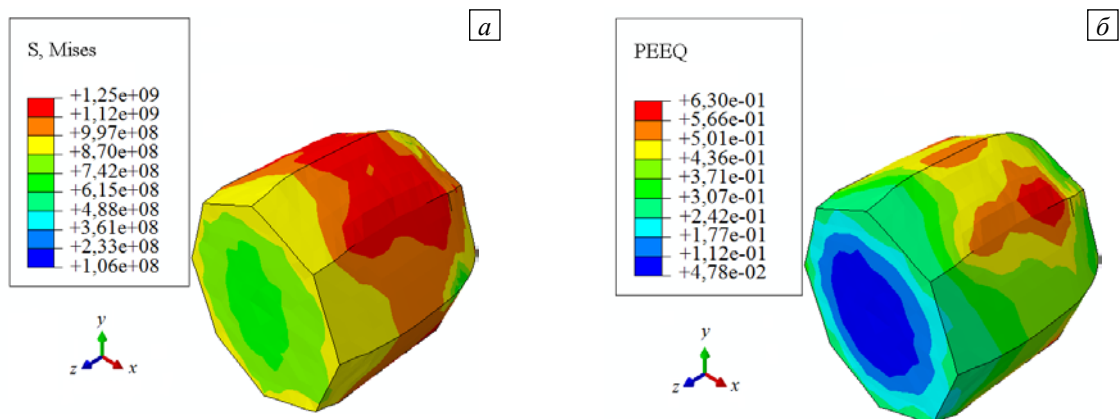 а
S, Mises
+1,25e+09
+1,12e+09
+9,97e+08
+8,70e+08
+7,42e+08
+6,15e+08
+4,88e+08
+3,61e+08
+2,33e+08
+1,06e+08
y
z
x
б
PEEQ
+6,30e-01
+5,66e-01
+5,01e-01
+4,36e-01
+3,71e-01
+3,07e-01
+2,42e-01
+1,77e-01
+1,12e-01
+4,78e-02
y
z
x